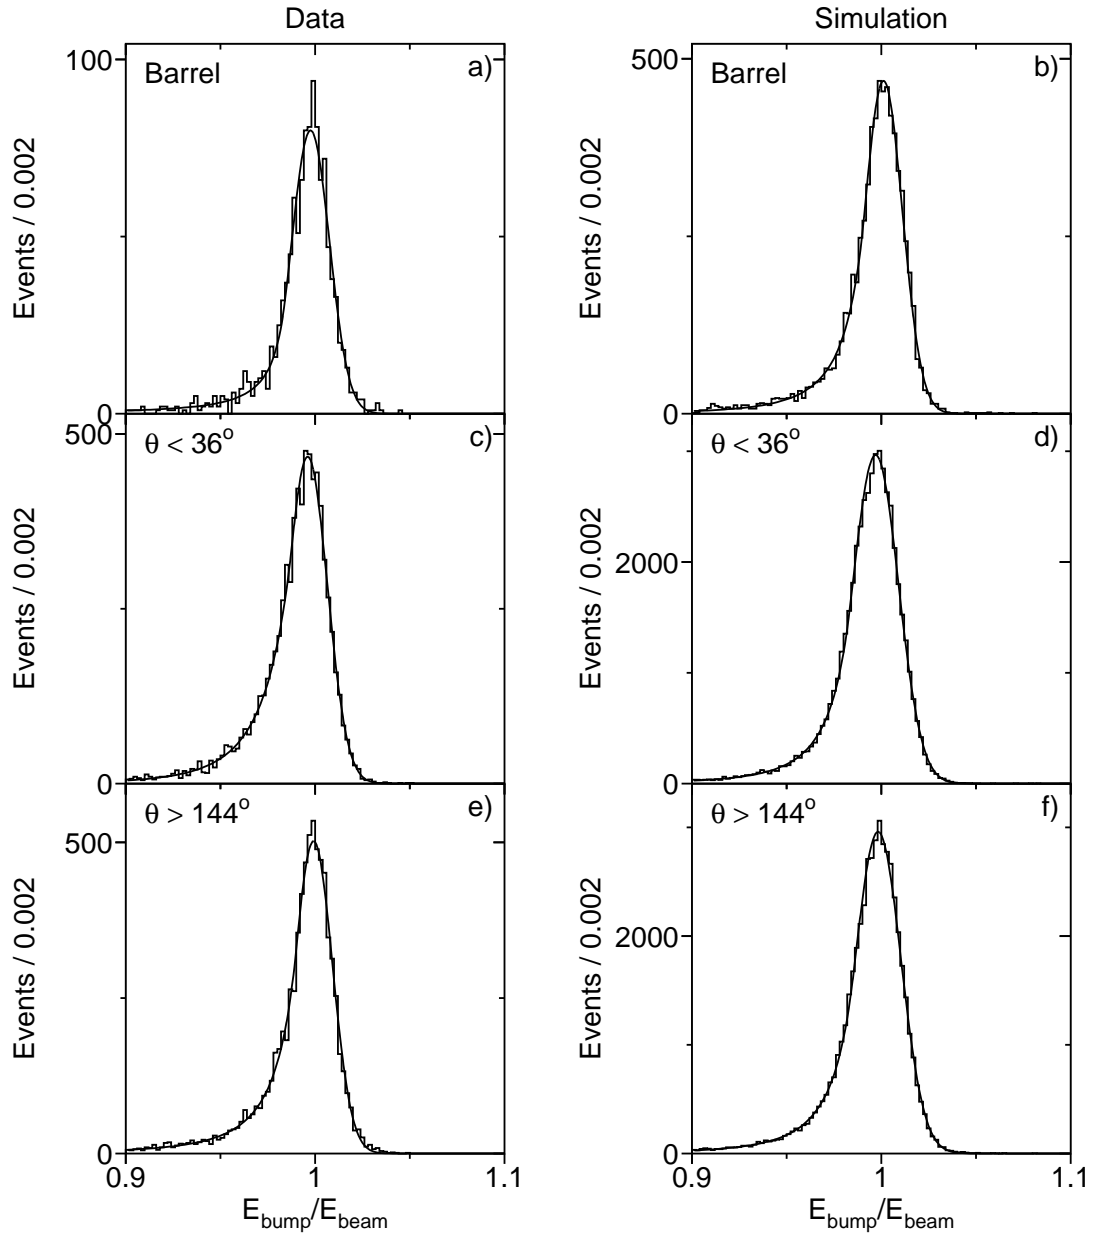 Data
Simulation
100
Barrel
a)
Events / 0.002
0
500
Barrel
b)
Events / 0.002
0
500
θ < 36°
c)
Events / 0.002
0
θ < 36°
d)
2000
Events / 0.002
0
θ > 144°
e)
500
Events / 0.002
0
0.9
1
1.1
E_bump/E_beam
θ > 144°
f)
2000
Events / 0.002
0
0.9
1
1.1
E_bump/E_beam